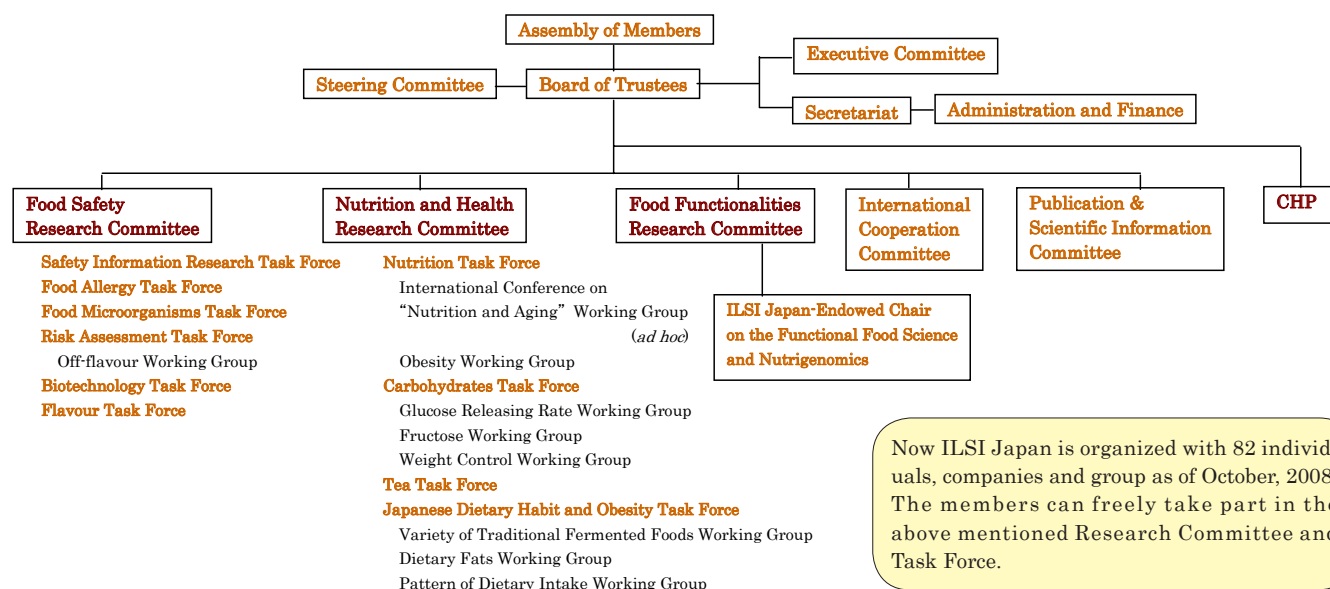 Assembly of Members
Executive Committee
Steering Committee
Board of Trustees
Secretariat
Administration and Finance
Food Safety
Research Committee
Nutrition and Health
Research Committee
Food Functionalities
Research Committee
International
Cooperation
Committee
Publication &
Scientific Information
Committee
CHP
Safety Information Research Task Force
Food Allergy Task Force
Food Microorganisms Task Force
Risk Assessment Task Force
Off-flavour Working Group
Biotechnology Task Force
Flavour Task Force
Nutrition Task Force
International Conference on
“Nutrition and Aging” Working Group
(ad hoc)
Obesity Working Group
Carbohydrates Task Force
Glucose Releasing Rate Working Group
Fructose Working Group
Weight Control Working Group
Tea Task Force
Japanese Dietary Habit and Obesity Task Force
Variety of Traditional Fermented Foods Working Group
Dietary Fats Working Group
Pattern of Dietary Intake Working Group
ILSI Japan-Endowed Chair
on the Functional Food Science
and Nutrigenomics
Now ILSI Japan is organized with 82 individ
uals, companies and group as of October, 2008
The members can freely take part in the
above mentioned Research Committee and
Task Force.